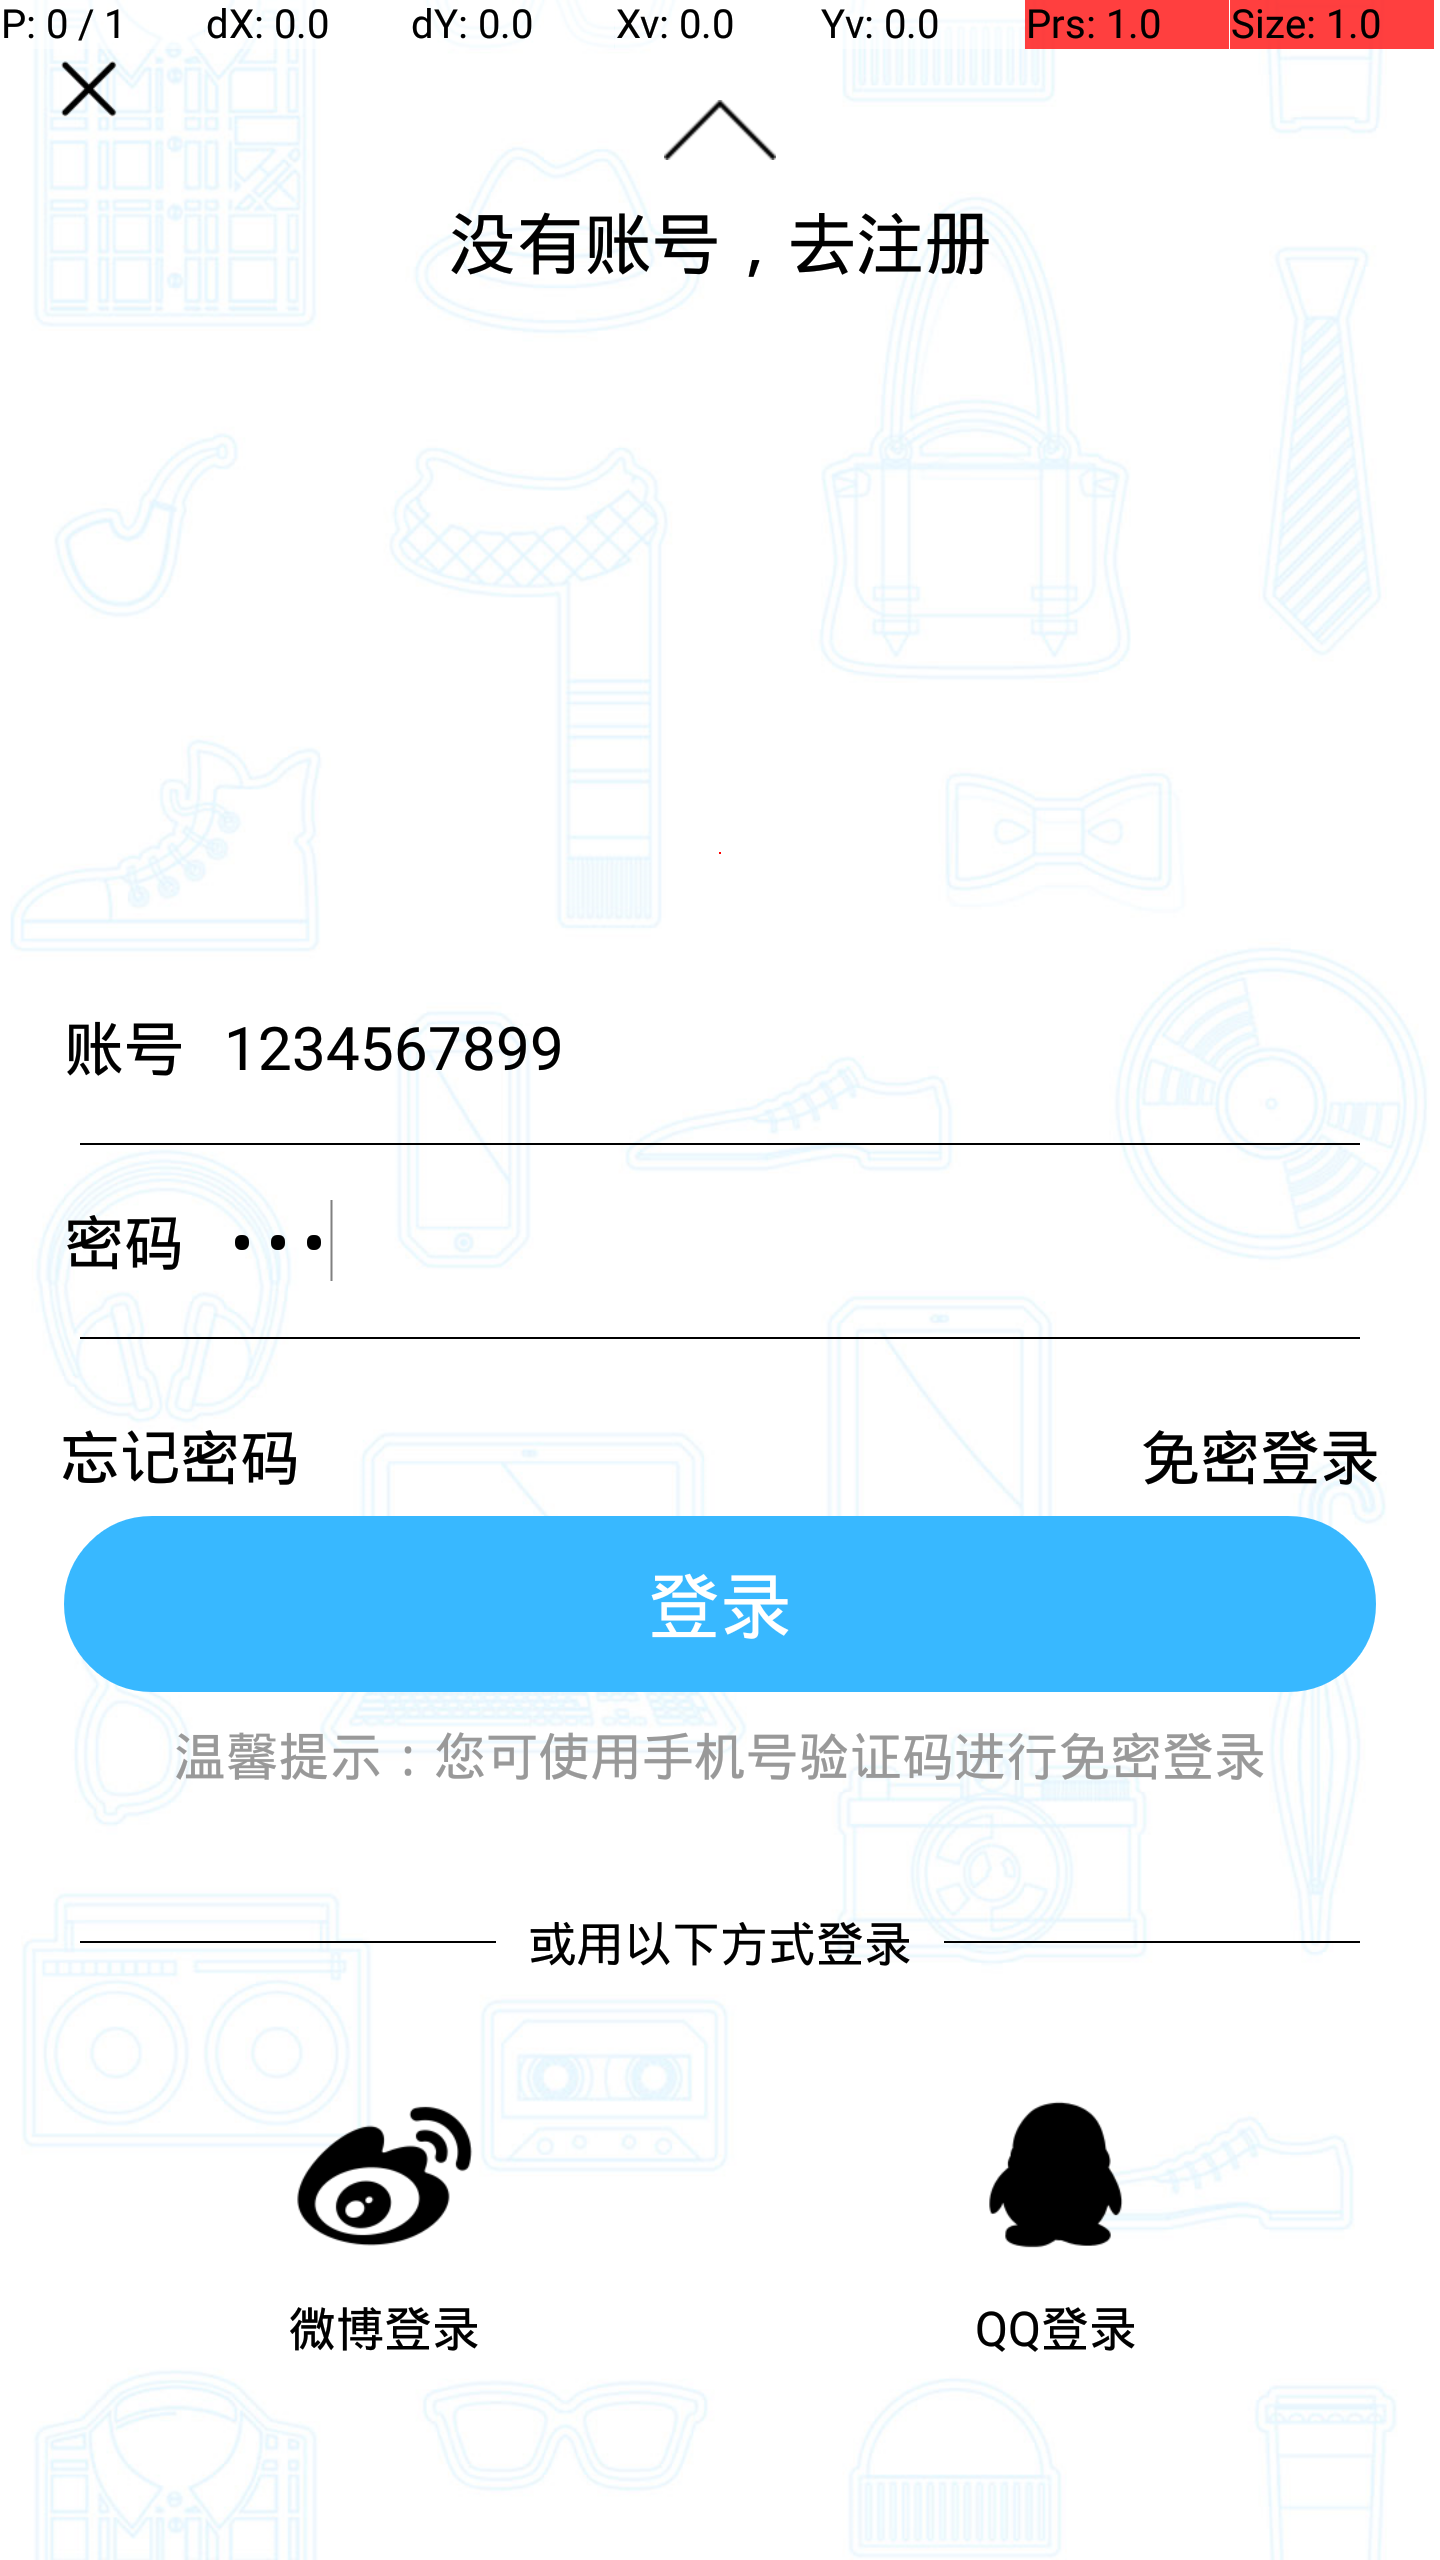 P: 0 / 1 dX: 0.0 dY: 0.0 Xv: 0.0 Yv: 0.0 Prs: 1.0 Size: 1.0
没有账号，去注册
账号 1234567899
密码 •••
忘记密码 免密登录
登录
温馨提示：您可使用手机号验证码进行免密登录
或用以下方式登录
微博登录 QQ登录